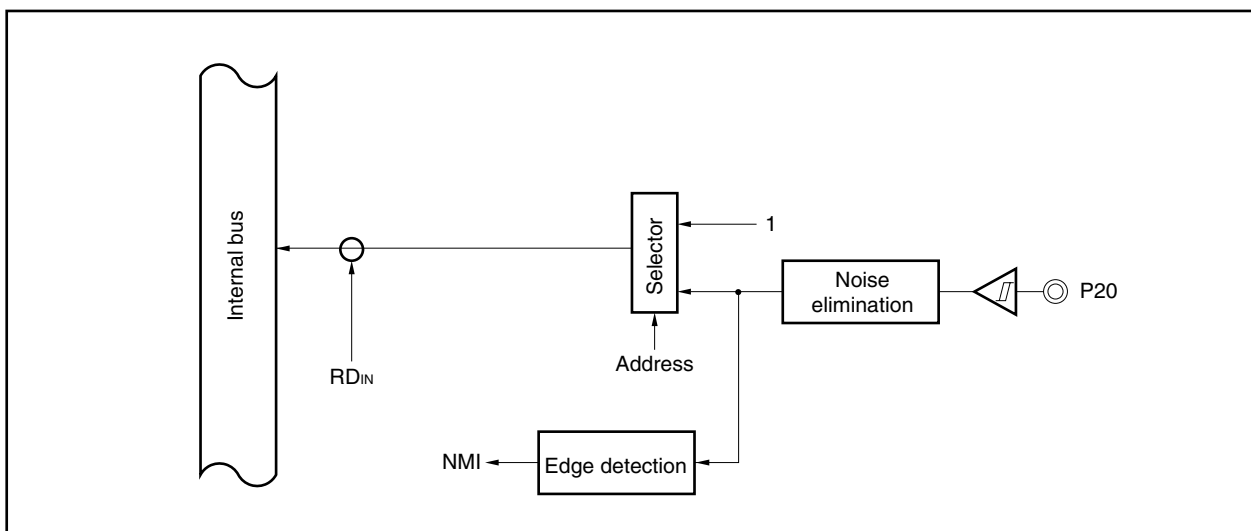 Internal bus
Selector
1
Noise
elimination
P20
Address
RDIN
NMI
Edge detection